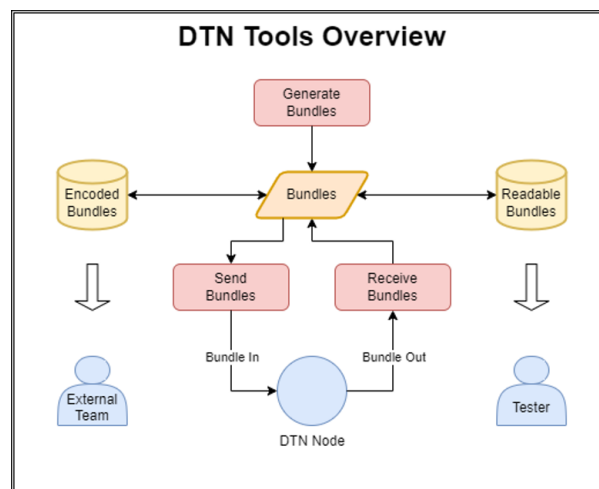 DTN Tools Overview
Generate
Bundles
Encoded
Bundles
Bundles
Readable
Bundles
Send
Bundles
Receive
Bundles
Bundle In
Bundle Out
External
Team
DTN Node
Tester